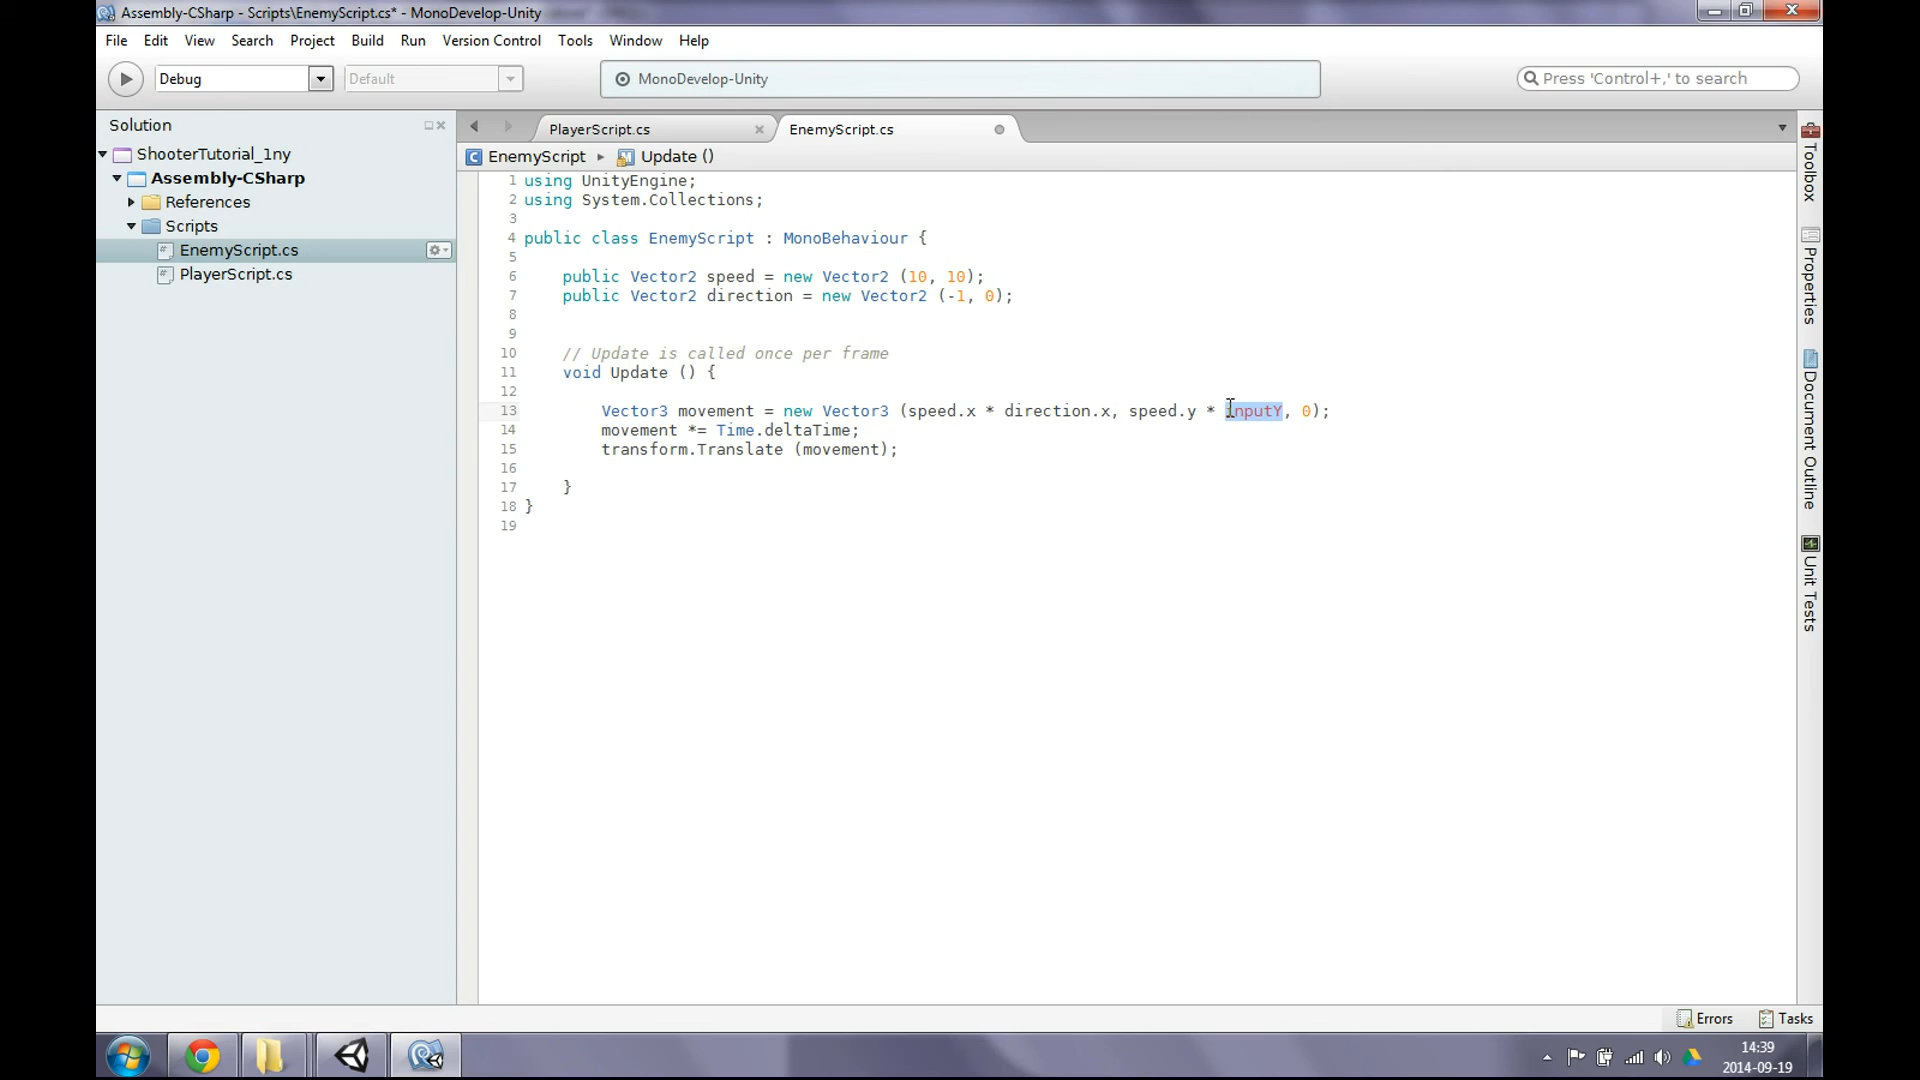 Assembly-CSharp - Scripts\EnemyScript.cs* - MonoDevelop-Unity
File Edit View Search Project Build Run Version Control Tools Window Help
Debug Default MonoDevelop-Unity Press 'Control+,' to search
Solution
PlayerScript.cs EnemyScript.cs
EnemyScript Update ()
ShooterTutorial_1ny
Assembly-CSharp
References
Scripts
EnemyScript.cs
PlayerScript.cs
1 using UnityEngine;
2 using System.Collections;
3
4 public class EnemyScript : MonoBehaviour {
5
6 public Vector2 speed = new Vector2 (10, 10);
7 public Vector2 direction = new Vector2 (-1, 0);
8
9
10 // Update is called once per frame
11 void Update () {
12
13 Vector3 movement = new Vector3 (speed.x * direction.x, speed.y * inputY, 0);
14 movement *= Time.deltaTime;
15 transform.Translate (movement);
16
17 }
18 }
19
Toolbox
Properties
Document Outline
Unit Tests
Errors Tasks
14:39
2014-09-19